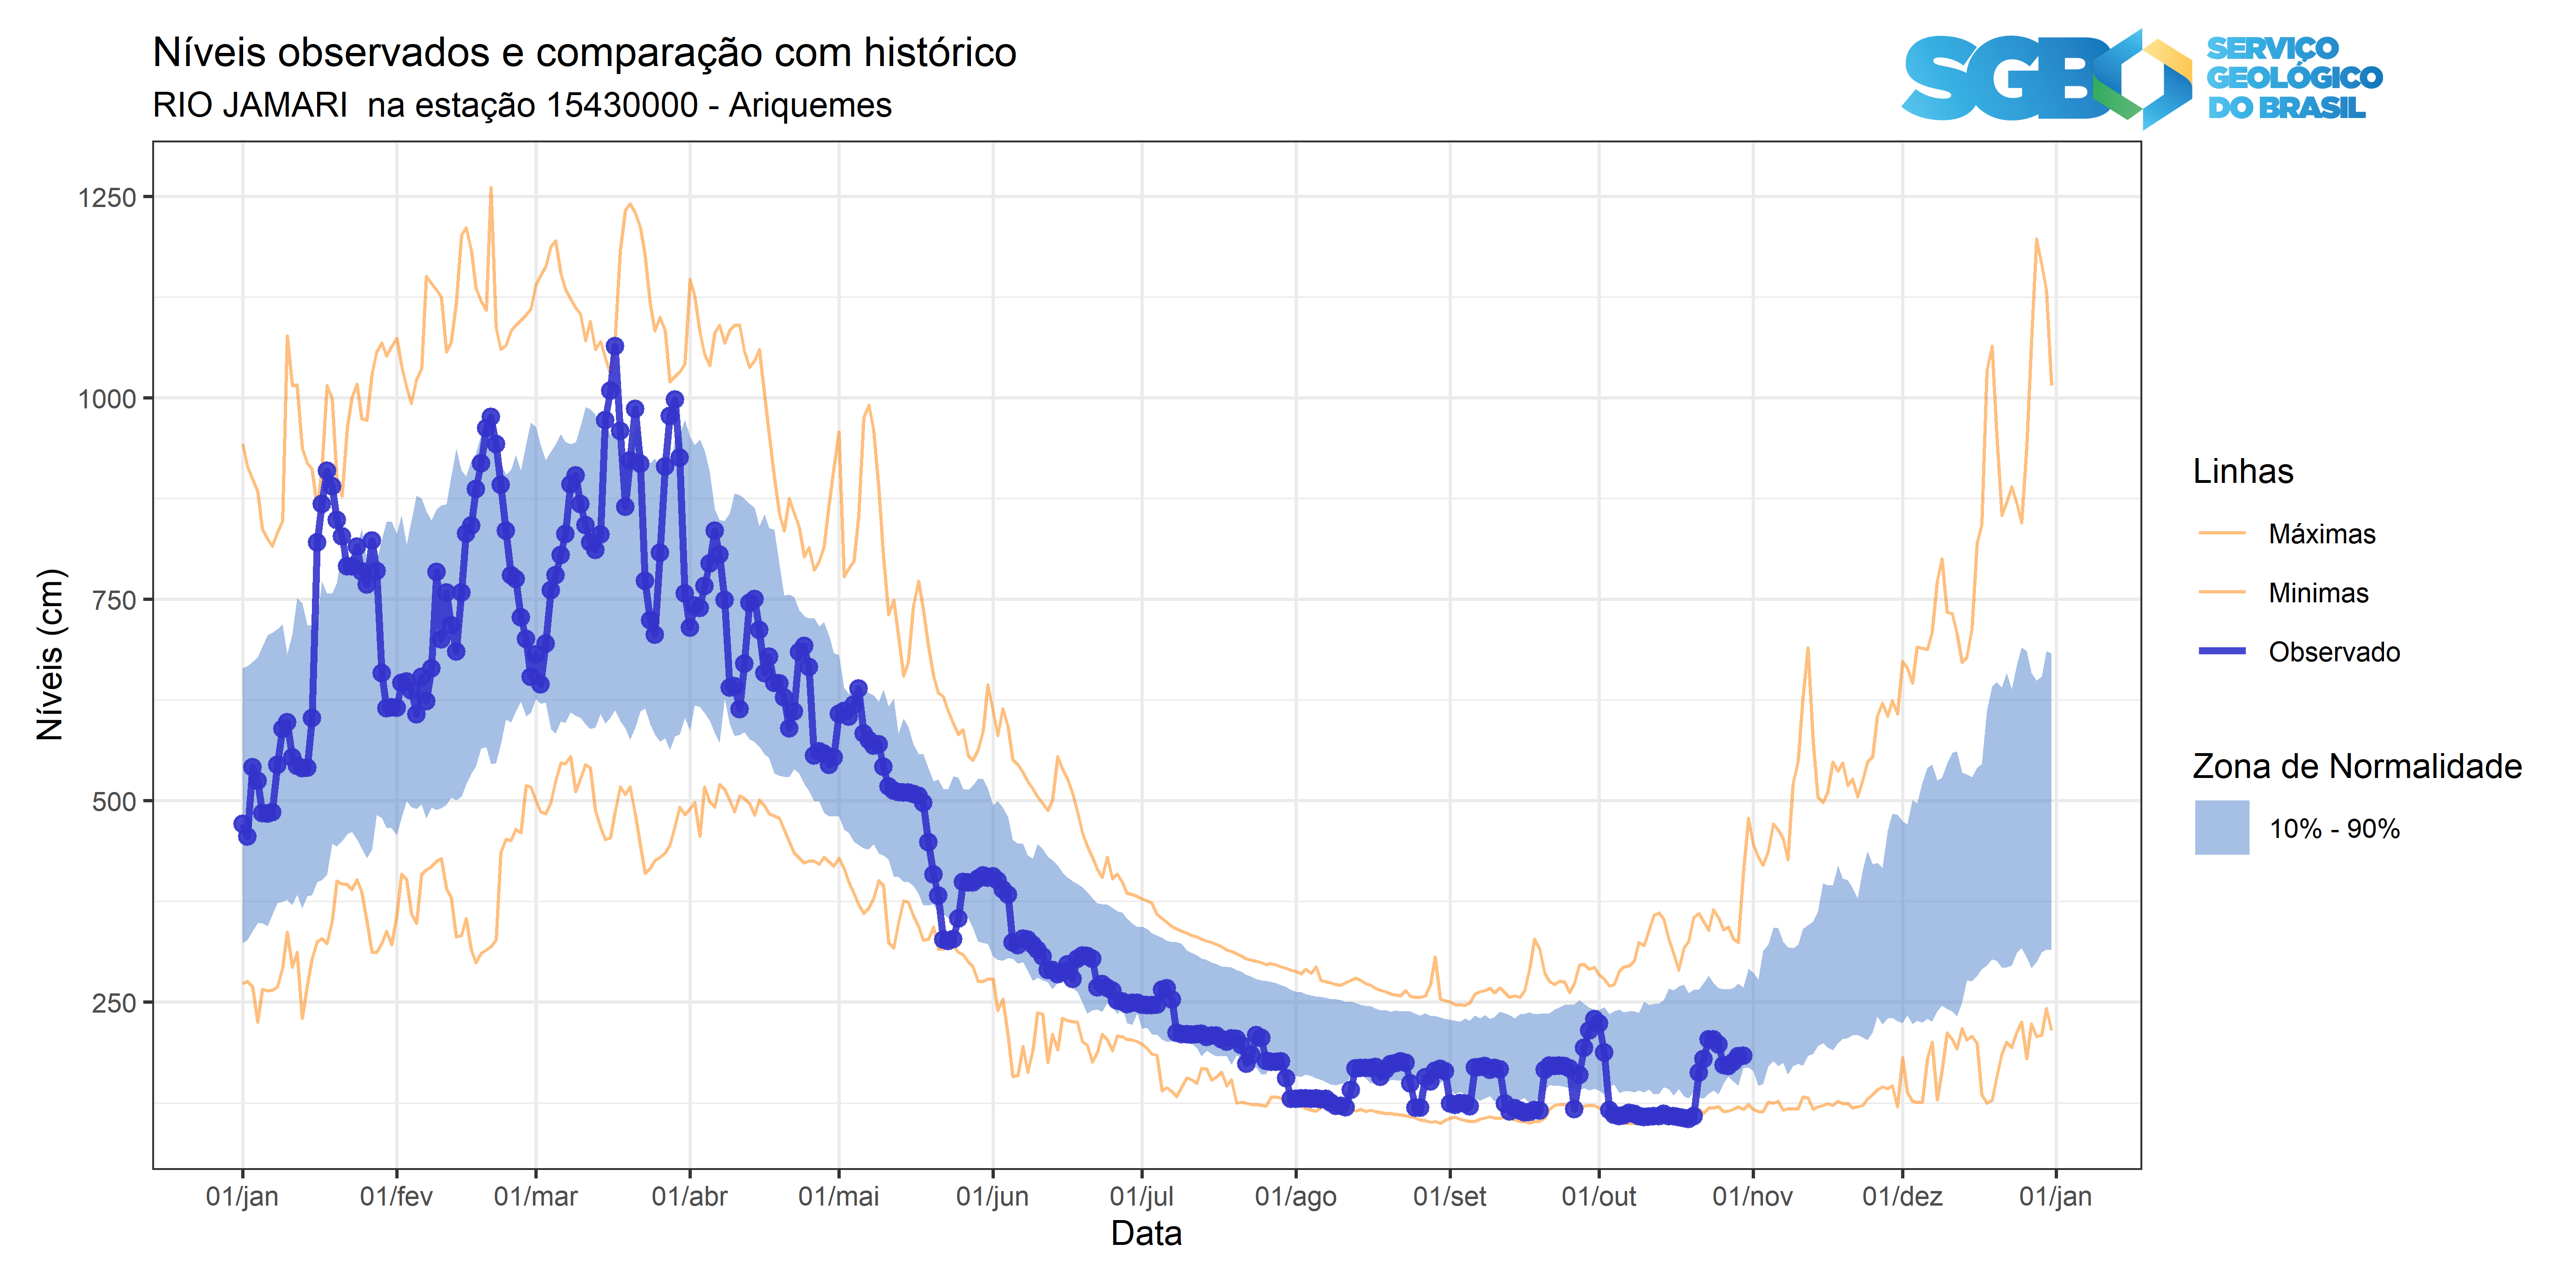 Níveis observados e comparação com histórico
RIO JAMARI  na estação 15430000 - Ariquemes
SGB
SERVIÇO
GEOLÓGICO
DO BRASIL
Níveis (cm)
1250
1000
750
500
250
01/jan 01/fev 01/mar 01/abr 01/mai 01/jun 01/jul 01/ago 01/set 01/out 01/nov 01/dez 01/jan
Data
Linhas
Máximas
Minimas
Observado
Zona de Normalidade
10% - 90%